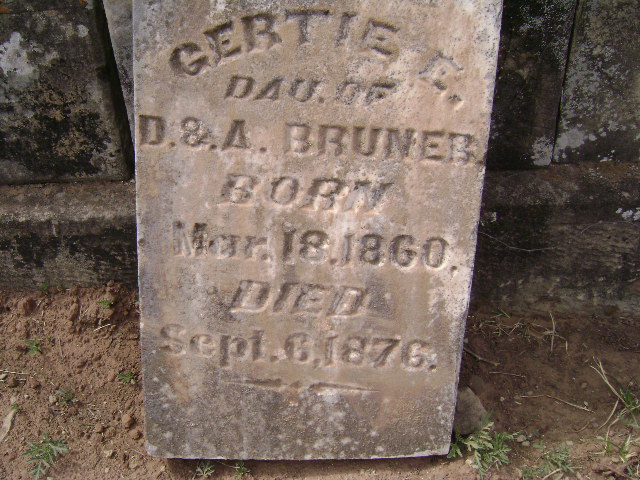 GERTIE E.
DAU. OF
D. & A. BRUNER.
BORN
Mar. 18. 1860.
DIED
Sept. 6, 1876.